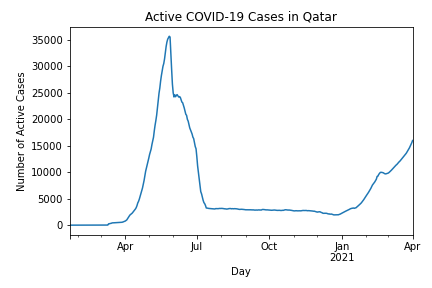 Active COVID-19 Cases in Qatar
Number of Active Cases
35000
30000
25000
20000
15000
10000
5000
0
Apr
Jul
Oct
Jan
2021
Apr
Day